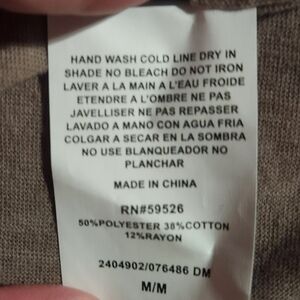 HAND WASH COLD LINE DRY IN
SHADE NO BLEACH DO NOT IRON
LAVER A LA MAIN A L'EAU FROIDE
ETENDRE A L'OMBRE NE PAS
JAVELLISER NE PAS REPASSER
LAVADO A MANO CON AGUA FRIA
COLGAR A SECAR EN LA SOMBRA
NO USE BLANQUEADOR NO
PLANCHAR
MADE IN CHINA
RN#59526
50%POLYESTER 38%COTTON
12%RAYON
2404902/076486 DM
M/M